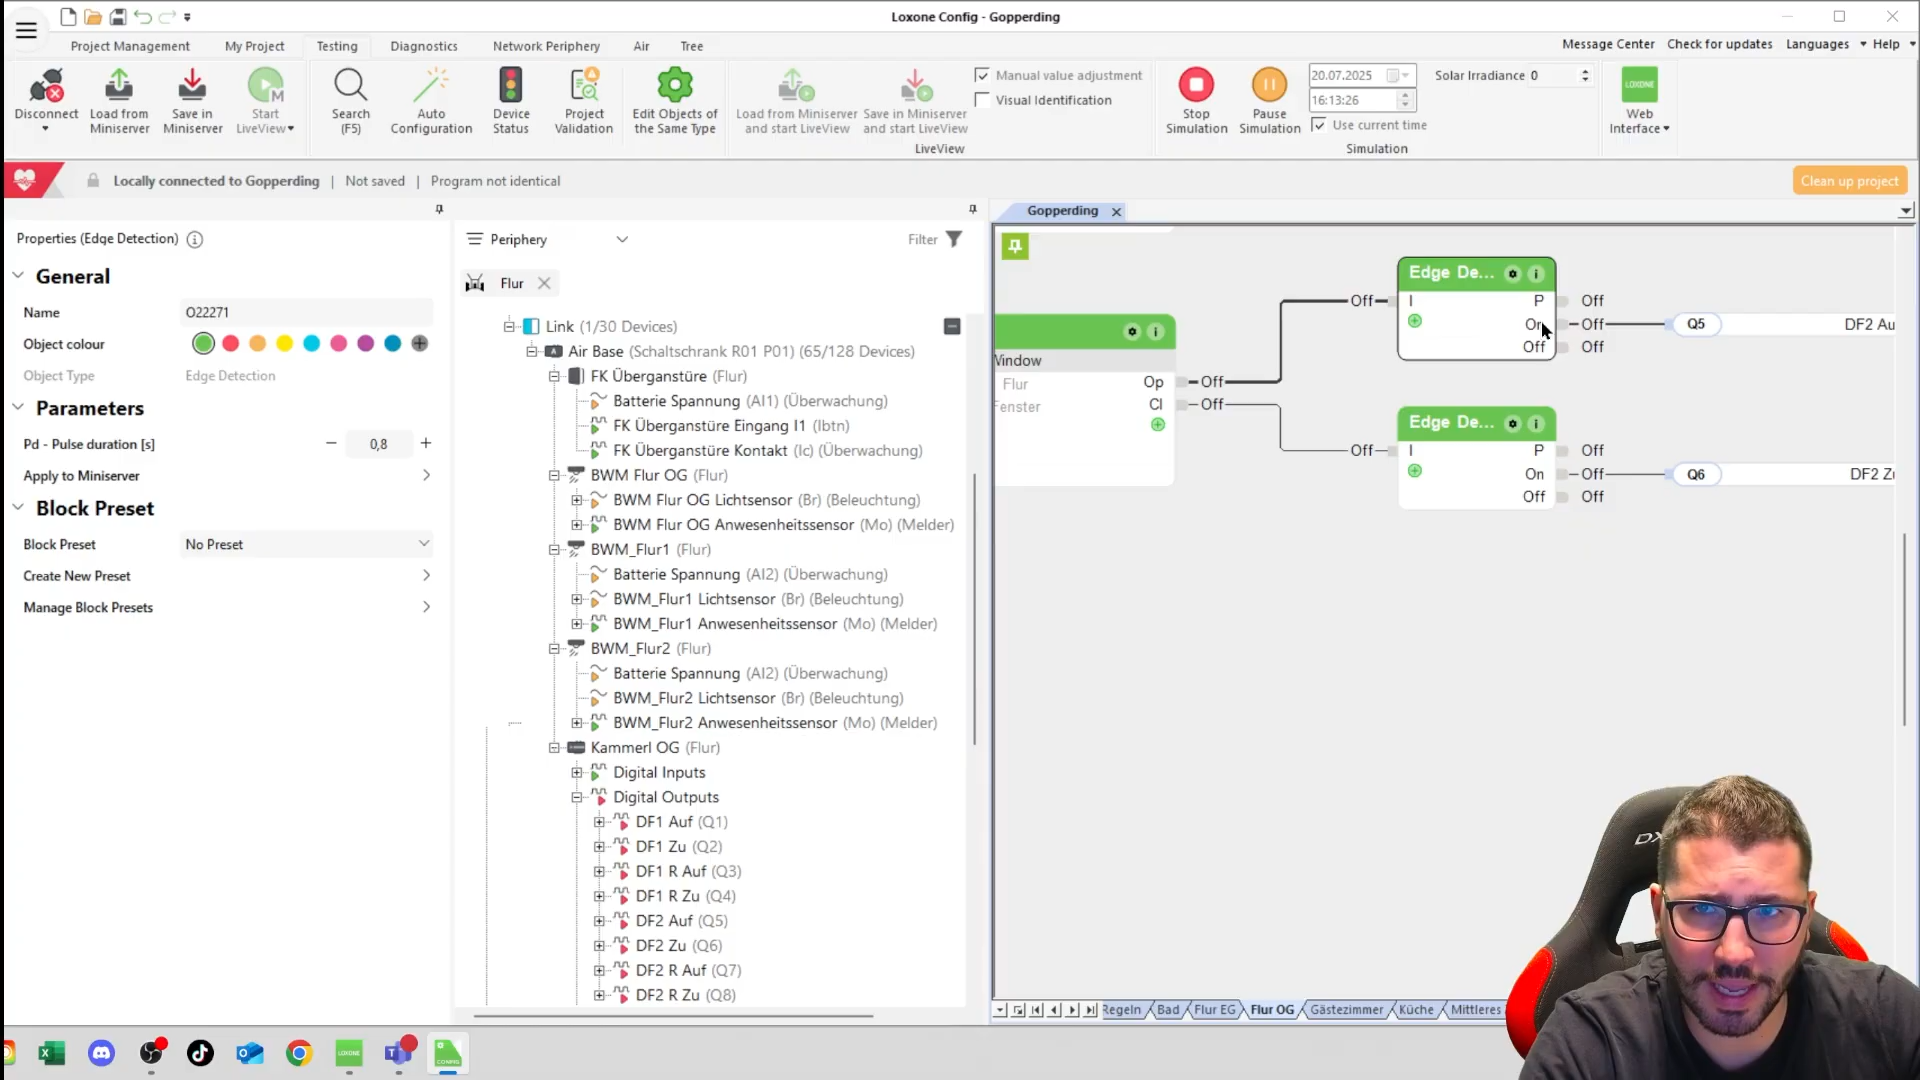 Loxone Config - Gopperding
Project Management
My Project
Testing
Diagnostics
Network Periphery
Air
Tree
Message Center
Check for updates
Languages
Help
Disconnect
Load from Miniserver
Save in Miniserver
Start LiveView
Search (F5)
Auto Configuration
Device Status
Project Validation
Edit Objects of the Same Type
Load from Miniserver and start LiveView
Save in Miniserver and start LiveView
Manual value adjustment
Visual Identification
LiveView
Stop Simulation
Pause Simulation
20.07.2025
16:13:26
Use current time
Solar Irradiance 0
Simulation
LOXONE
Web Interface
Locally connected to Gopperding | Not saved | Program not identical
Clean up project
Properties (Edge Detection)
General
Name
O22271
Object colour
Object Type
Edge Detection
Parameters
Pd - Pulse duration [s]
0,8
Apply to Miniserver
Block Preset
Block Preset
No Preset
Create New Preset
Manage Block Presets
Periphery
Filter
Flur
Link (1/30 Devices)
Air Base (Schaltschrank R01 P01) (65/128 Devices)
FK Überganstüre (Flur)
Batterie Spannung (AI1) (Überwachung)
FK Überganstüre Eingang I1 (Ibtn)
FK Überganstüre Kontakt (Ic) (Überwachung)
BWM Flur OG (Flur)
BWM Flur OG Lichtsensor (Br) (Beleuchtung)
BWM Flur OG Anwesenheitssensor (Mo) (Melder)
BWM_Flur1 (Flur)
Batterie Spannung (AI2) (Überwachung)
BWM_Flur1 Lichtsensor (Br) (Beleuchtung)
BWM_Flur1 Anwesenheitssensor (Mo) (Melder)
BWM_Flur2 (Flur)
Batterie Spannung (AI2) (Überwachung)
BWM_Flur2 Lichtsensor (Br) (Beleuchtung)
BWM_Flur2 Anwesenheitssensor (Mo) (Melder)
Kammerl OG (Flur)
Digital Inputs
Digital Outputs
DF1 Auf (Q1)
DF1 Zu (Q2)
DF1 R Auf (Q3)
DF1 R Zu (Q4)
DF2 Auf (Q5)
DF2 Zu (Q6)
DF2 R Auf (Q7)
DF2 R Zu (Q8)
Gopperding
Edge De...
Off
I
P
Off
On
Off
Q5
DF2 Au
Off
Off
Window
Flur
Op
Off
Fenster
Cl
Off
Edge De...
Off
I
P
Off
On
Off
Q6
DF2 Z
Off
Off
Regeln
Bad
Flur EG
Flur OG
Gästezimmer
Küche
Mittleres
LOXONE
CONFIG